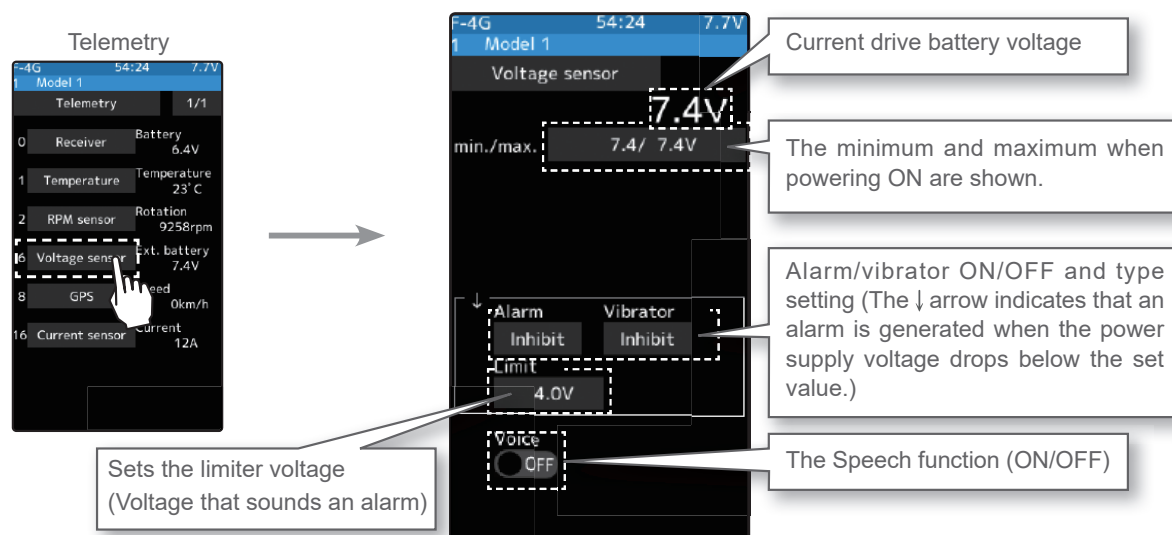 Telemetry
F-4G 54:24 7.7V
1 Model 1
Telemetry 1/1
0 Receiver Battery
6.4V
1 Temperature Temperature
23°C
2 RPM sensor Rotation
9258rpm
6 Voltage sensor Ext. battery
7.4V
8 GPS
0km/h
16 Current sensor Current
12A
F-4G 54:24 7.7V
1 Model 1
Voltage sensor
7.4V
min./max. 7.4/ 7.4V
↓
Alarm Vibrator
Inhibit Inhibit
Limit
4.0V
Voice
OFF
Current drive battery voltage
The minimum and maximum when
powering ON are shown.
Alarm/vibrator ON/OFF and type
setting (The ↓ arrow indicates that an
alarm is generated when the power
supply voltage drops below the set
value.)
The Speech function (ON/OFF)
Sets the limiter voltage
(Voltage that sounds an alarm)